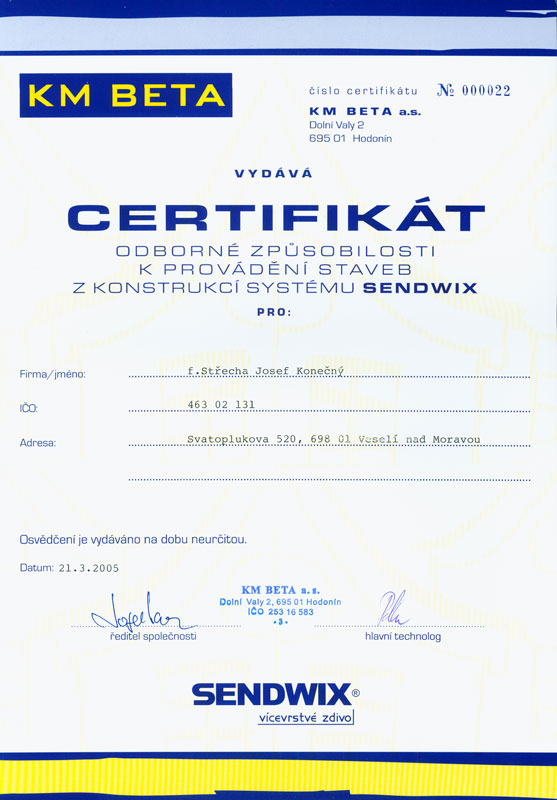 KM BETA
číslo certifikátu № 000022
KM BETA a.s.
Dolní Valy 2
695 01 Hodonín
VYDÁVÁ
CERTIFIKÁT
ODBORNÉ ZPŮSOBILOSTI
K PROVÁDĚNÍ STAVEB
Z KONSTRUKCÍ SYSTÉMU SENDWIX
PRO:
Firma/jméno: f.Střecha Josef Konečný
IČO: 463 02 131
Adresa: Svatoplukova 520, 698 01 Veselí nad Moravou
Osvědčení je vydáváno na dobu neurčitou.
Datum: 21.3.2005
KM BETA a.s.
Dolní Valy 2, 695 01 Hodonín
IČO 253 16 583
-3-
ředitel společnosti
hlavní technolog
SENDWIX®
vícevrstvé zdivo